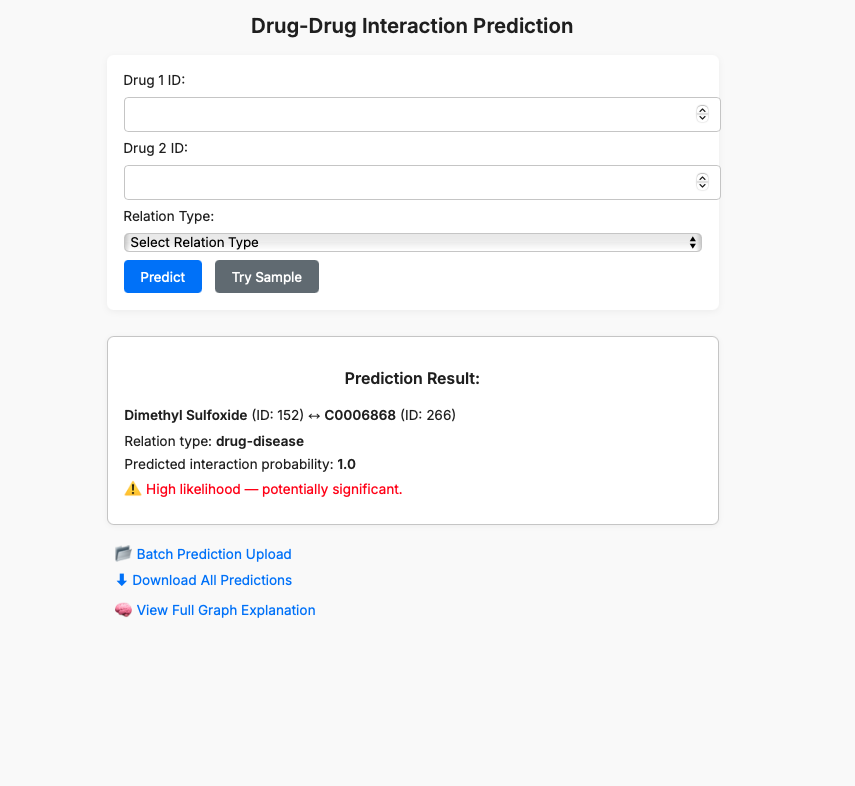 Drug-Drug Interaction Prediction
Drug 1 ID:
Drug 2 ID:
Relation Type:
Select Relation Type
Predict Try Sample
Prediction Result:
Dimethyl Sulfoxide (ID: 152) ↔ C0006868 (ID: 266)
Relation type: drug-disease
Predicted interaction probability: 1.0
⚠️ High likelihood — potentially significant.
📂 Batch Prediction Upload
⬇ Download All Predictions
🧠 View Full Graph Explanation